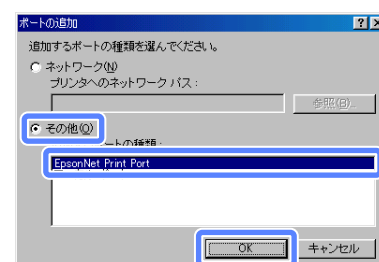 ポートの追加
追加するポートの種類を選んでください。
ネットワーク(N)
プリンタへのネットワーク パス :
参照(B)...
その他(O)
ートの種類 :
EpsonNet Print Port
OK
キャンセル